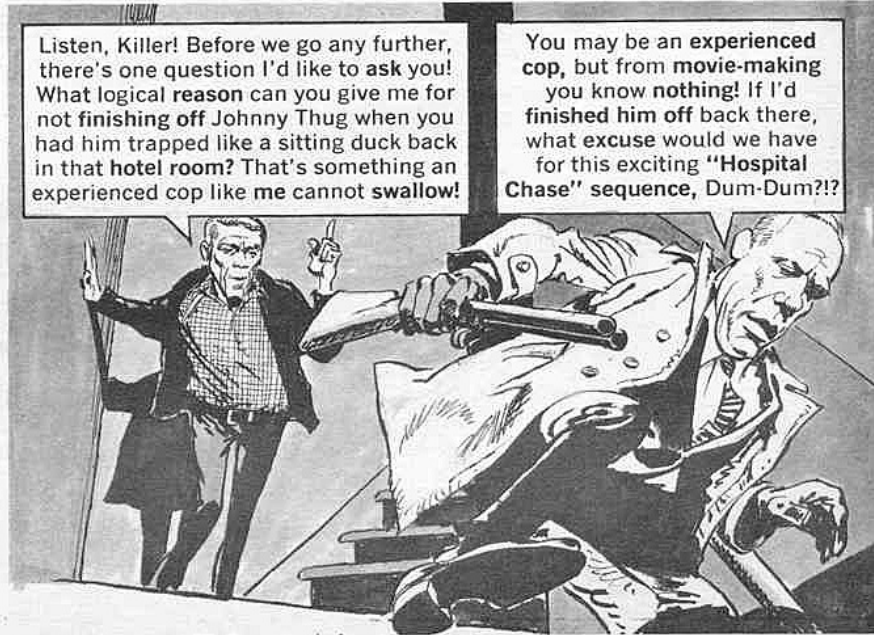 Listen, Killer! Before we go any further,
there's one question I'd like to ask you!
What logical reason can you give me for
not finishing off Johnny Thug when you
had him trapped like a sitting duck back
in that hotel room? That's something an
experienced cop like me cannot swallow!
You may be an experienced
cop, but from movie-making
you know nothing! If I'd
finished him off back there,
what excuse would we have
for this exciting "Hospital
Chase" sequence, Dum-Dum?!?